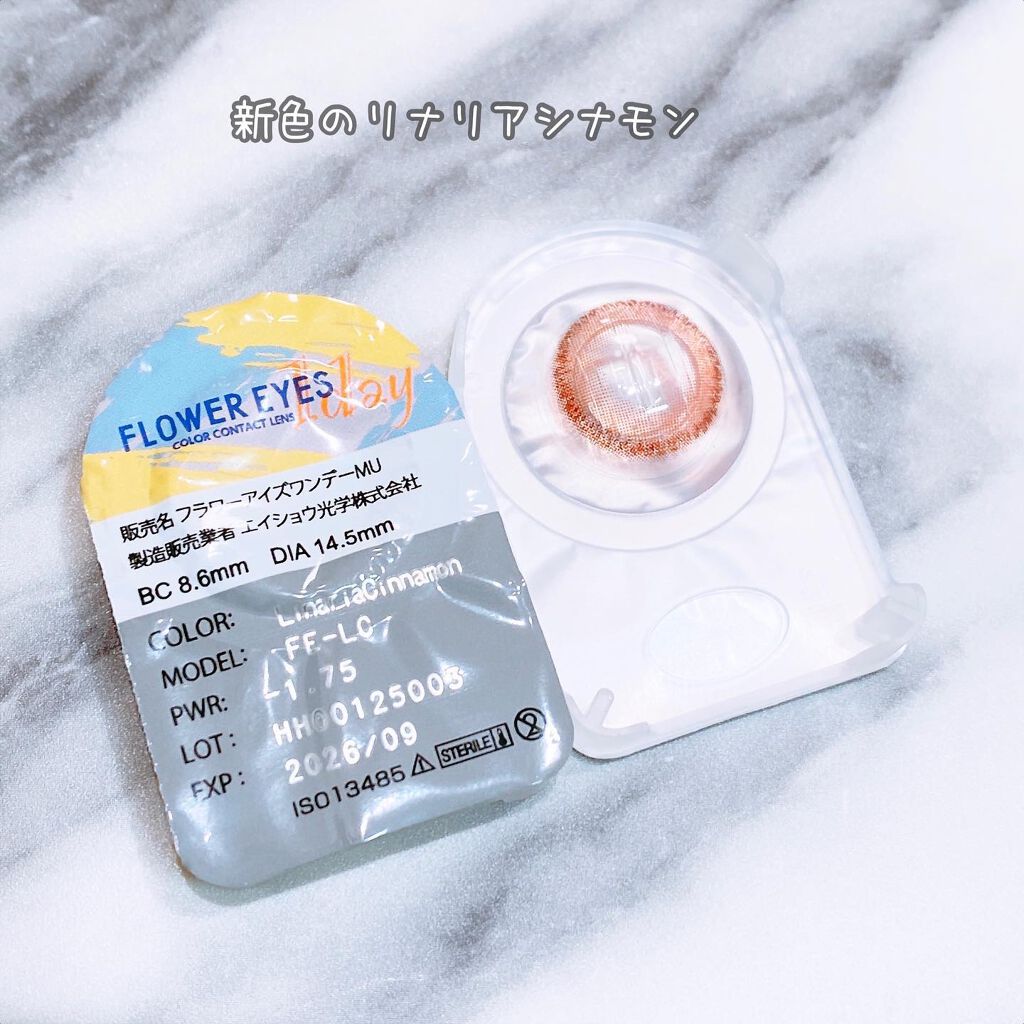 新色のリナリアシナモン
FLOWER EYES 1day
COLOR CONTACT LENS
販売名 フラワーアイズワンデーMU
製造販売業者 エイショウ光学株式会社
BC 8.6mm DIA 14.5mm
COLOR: LinariaCinnamon
MODEL: FE-LC
PWR: -1.75
LOT: HH00125003
EXP: 2026/09
ISO13485 STERILE